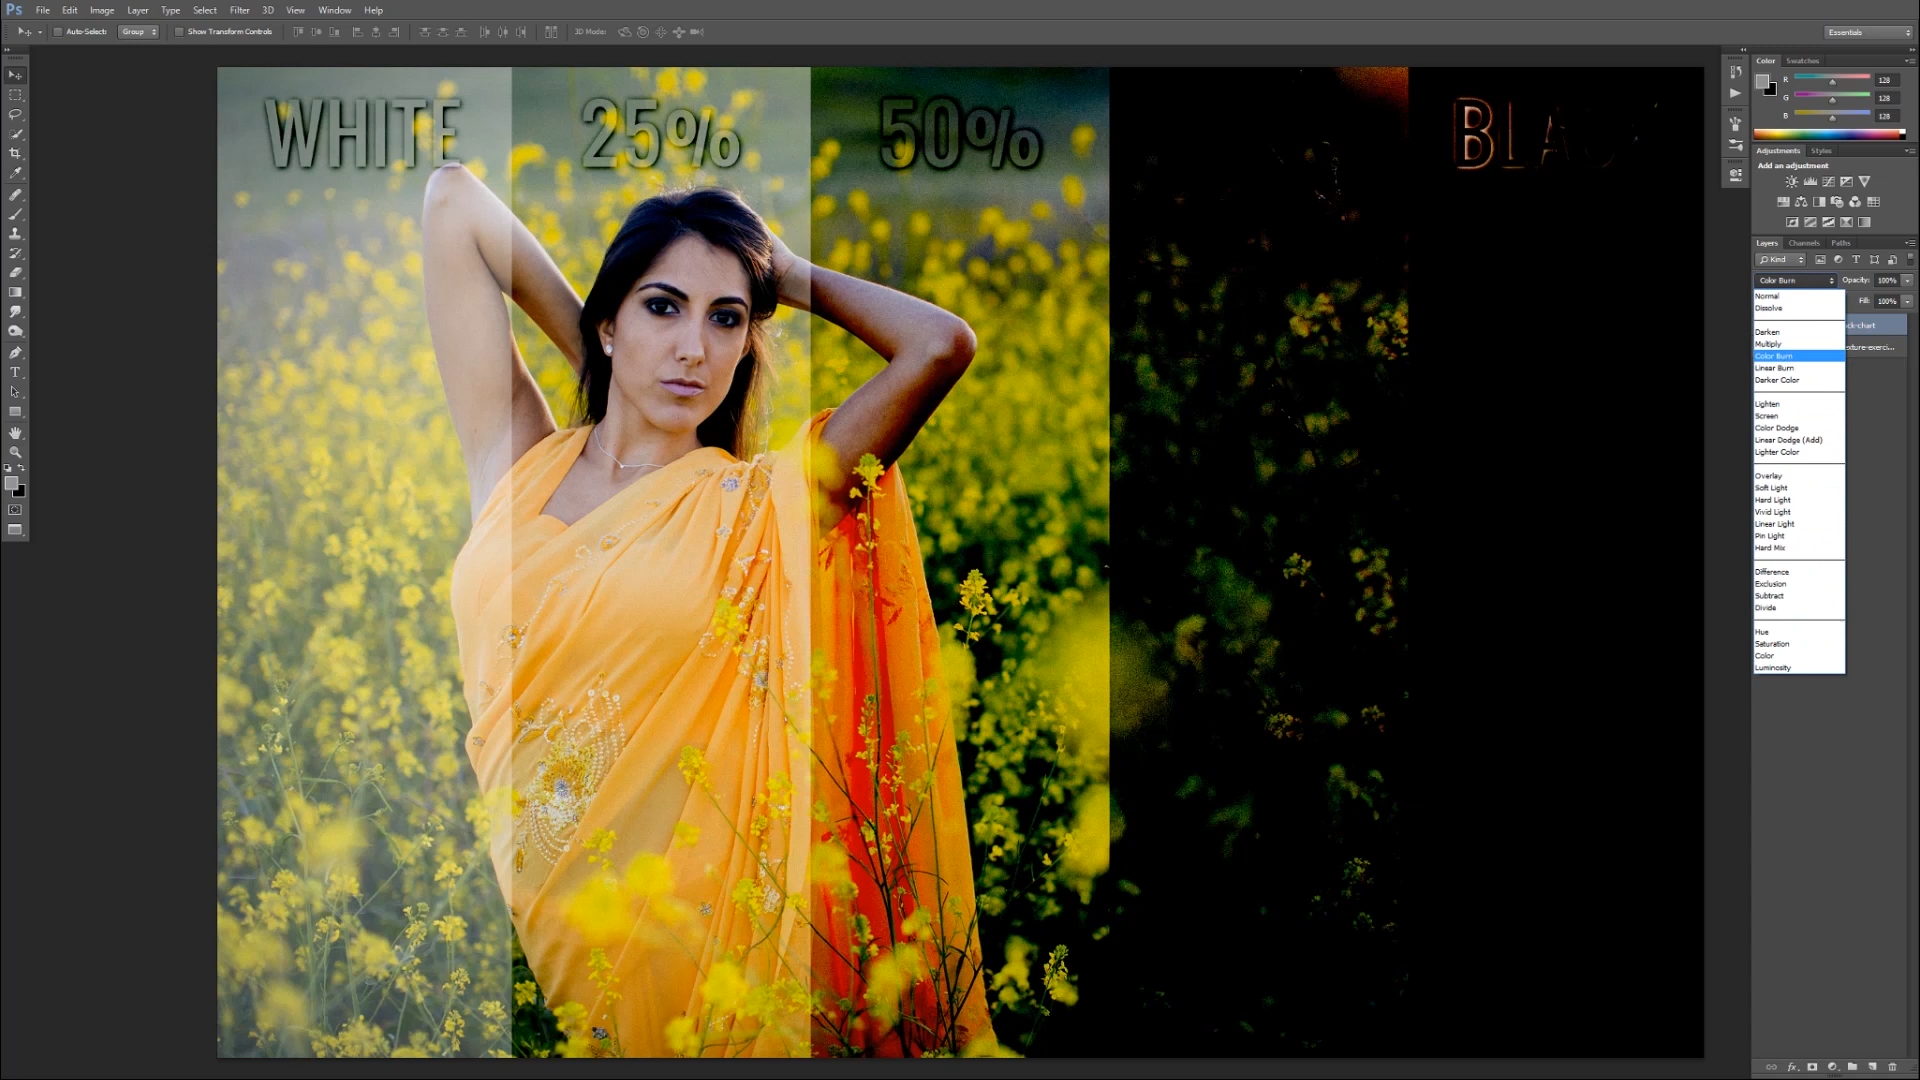 Ps File Edit Image Layer Type Select Filter 3D View Window Help
Auto-Select: Group Show Transform Controls 3D Mode: Essentials
WHITE 25% 50%
Color Swatches
R 128
G 128
B 128
Adjustments Styles
Add an adjustment
Layers Channels Paths
Kind
Color Burn Opacity: 100%
Fill: 100%
Normal
Dissolve
Darken
Multiply
Color Burn
Linear Burn
Darker Color
Lighten
Screen
Color Dodge
Linear Dodge (Add)
Lighter Color
Overlay
Soft Light
Hard Light
Vivid Light
Linear Light
Pin Light
Hard Mix
Difference
Exclusion
Subtract
Divide
Hue
Saturation
Color
Luminosity